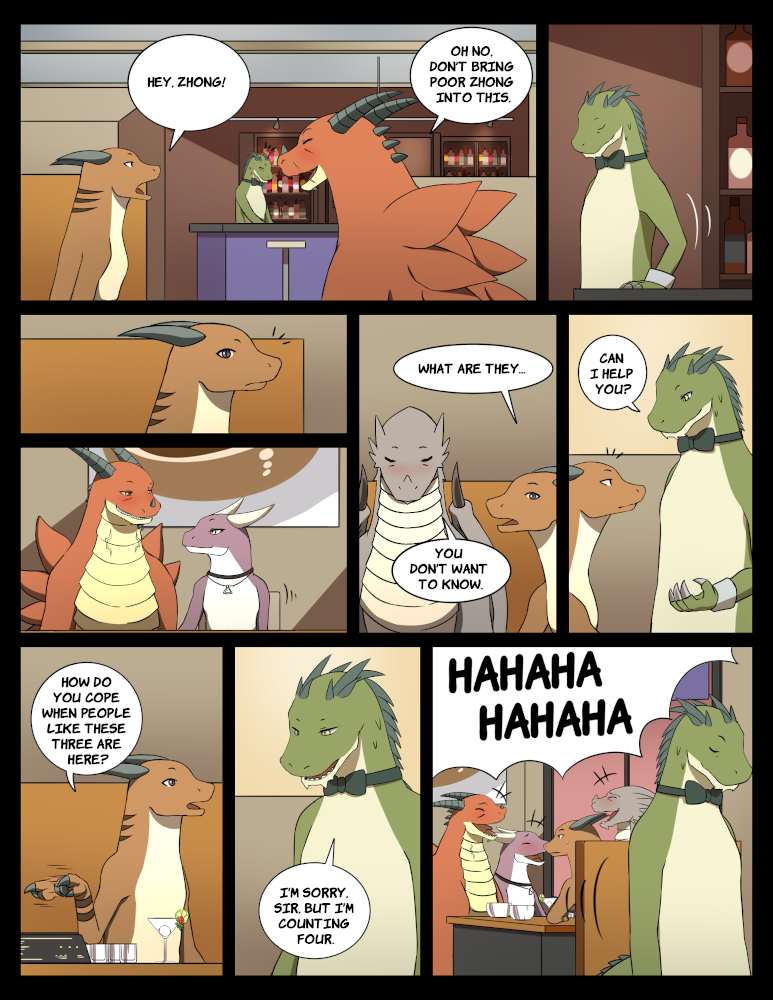 HEY, ZHONG!
OH NO,
DON'T BRING
POOR ZHONG
INTO THIS.
WHAT ARE THEY...
YOU
DON'T WANT
TO KNOW.
CAN
I HELP
YOU?
HOW DO
YOU COPE
WHEN PEOPLE
LIKE THESE
THREE ARE
HERE?
I'M SORRY,
SIR, BUT I'M
COUNTING
FOUR.
HAHAHA
HAHAHA